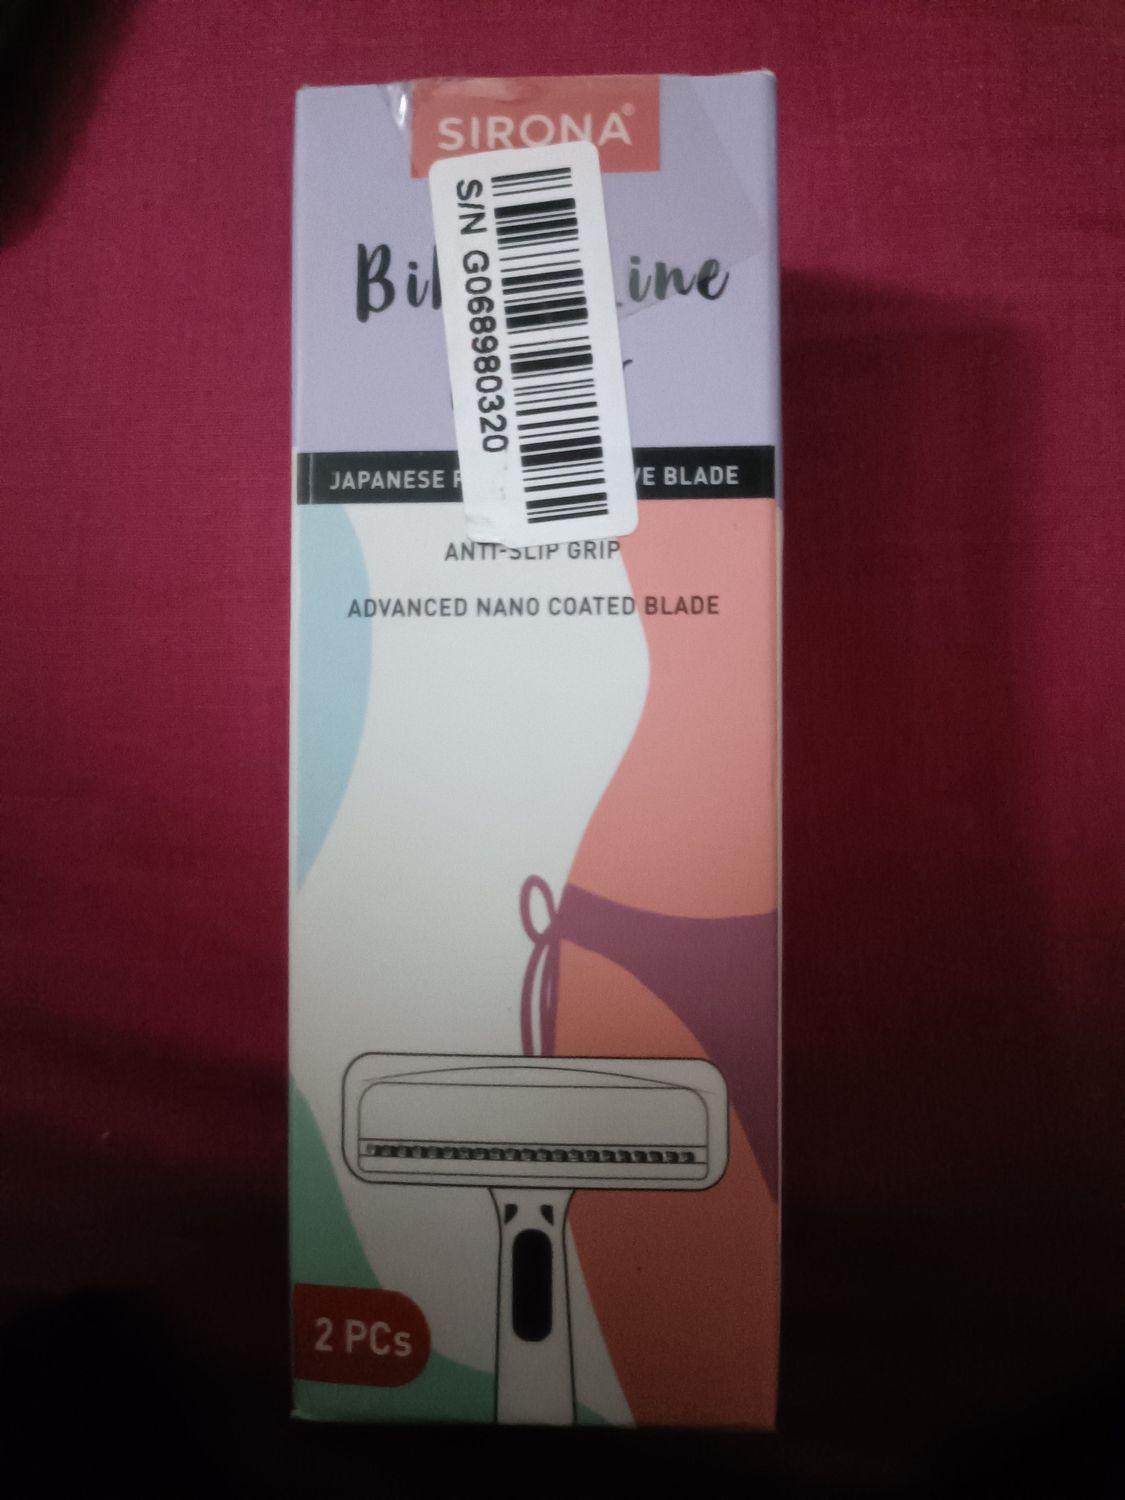 SIRONA®
S/N G068980320
JAPANESE
BLADE
ANTI-SLIP GRIP
ADVANCED NANO COATED BLADE
2 PCs